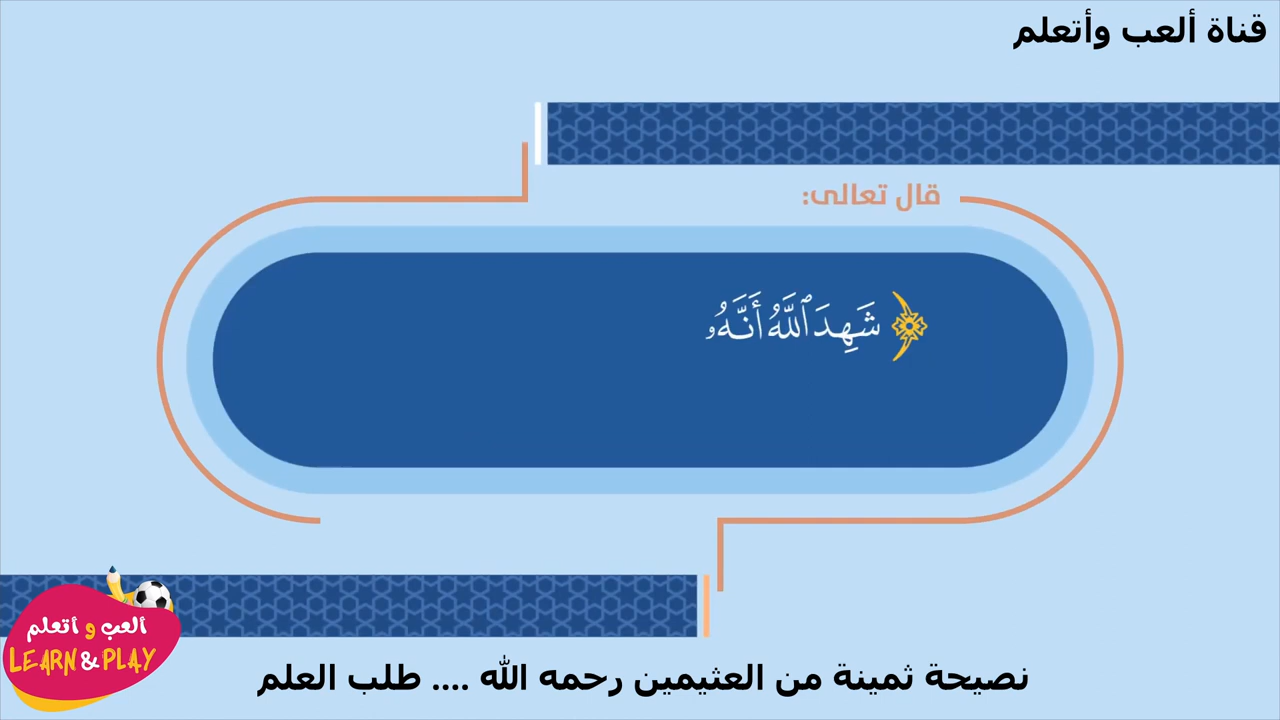 قناة ألعب وأتعلم
قال تعالى:
﴿شَهِدَ ٱللَّهُ أَنَّهُۥ
ألعب و أتعلم
LEARN & PLAY
نصيحة ثمينة من العثيمين رحمه الله .... طلب العلم